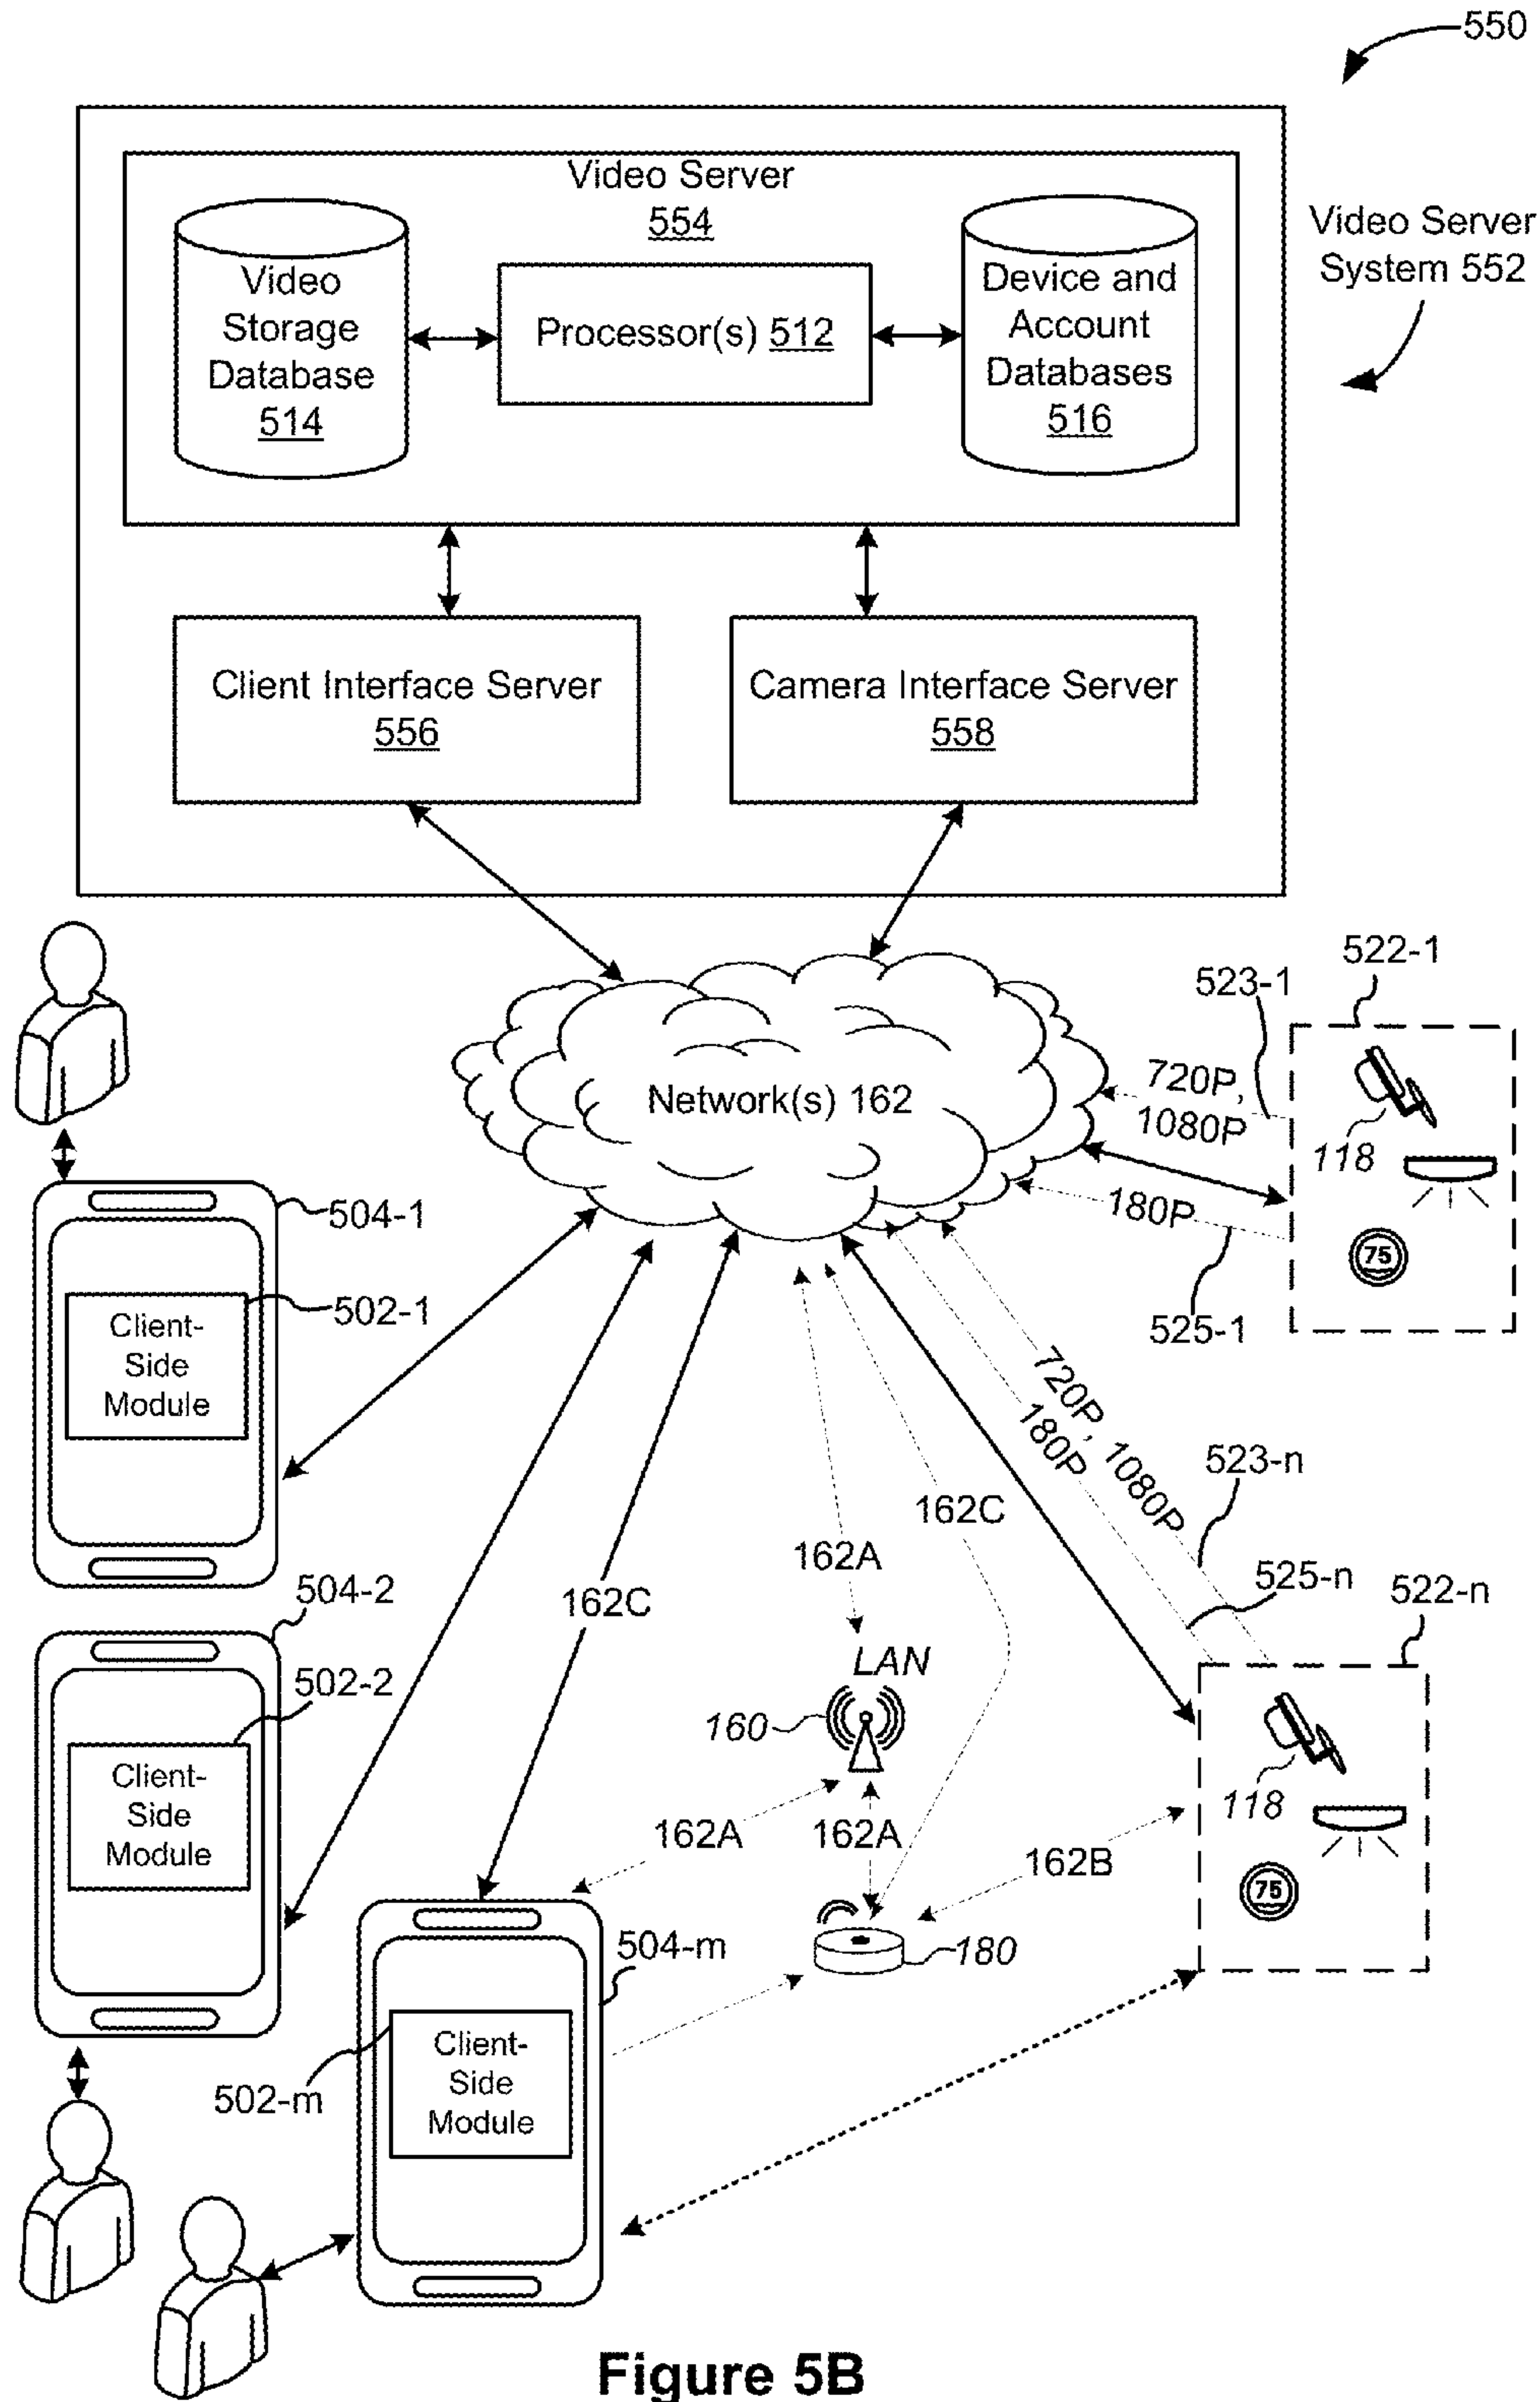 550
Video Server
554
Video
Storage
Database
514
Processor(s) 512
Device and
Account
Databases
516
Video Server
System 552
Client Interface Server
556
Camera Interface Server
558
Network(s) 162
523-1
522-1
720P,
1080P
118
180P
75
525-1
504-1
502-1
Client-
Side
Module
720P, 1080P
180P
523-n
525-n
522-n
162C
162A
162C
504-2
502-2
Client-
Side
Module
LAN
160
118
162A
162A
162B
75
504-m
180
Client-
Side
Module
502-m
Figure 5B